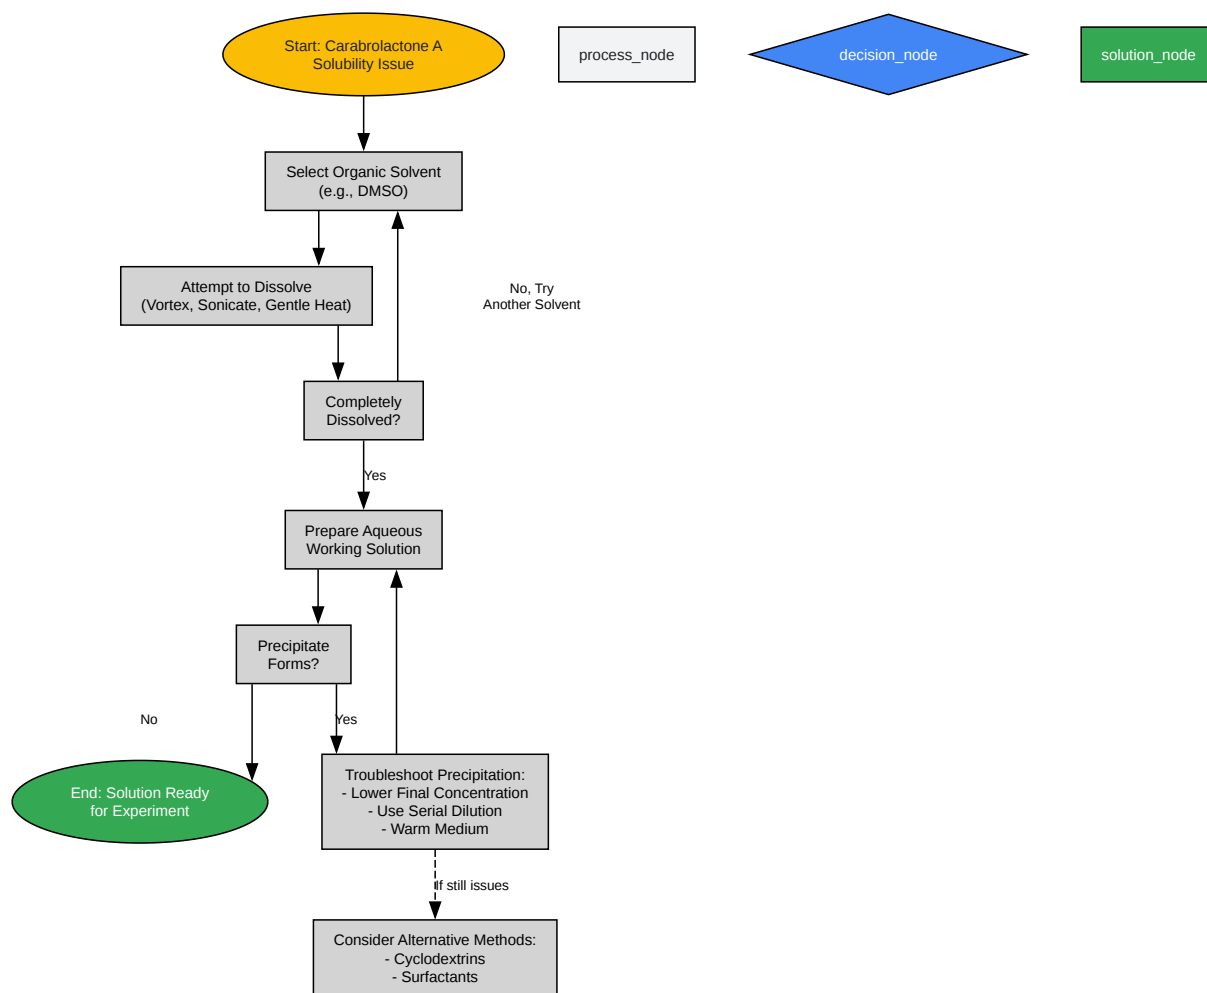 Start: Carabrolactone A
Solubility Issue
process_node
decision_node
solution_node
Select Organic Solvent
(e.g., DMSO)
Attempt to Dissolve
(Vortex, Sonicate, Gentle Heat)
No, Try
Another Solvent
Completely
Dissolved?
Yes
Prepare Aqueous
Working Solution
Precipitate
Forms?
No
Yes
Troubleshoot Precipitation:
- Lower Final Concentration
- Use Serial Dilution
- Warm Medium
End: Solution Ready
for Experiment
If still issues
Consider Alternative Methods:
- Cyclodextrins
- Surfactants